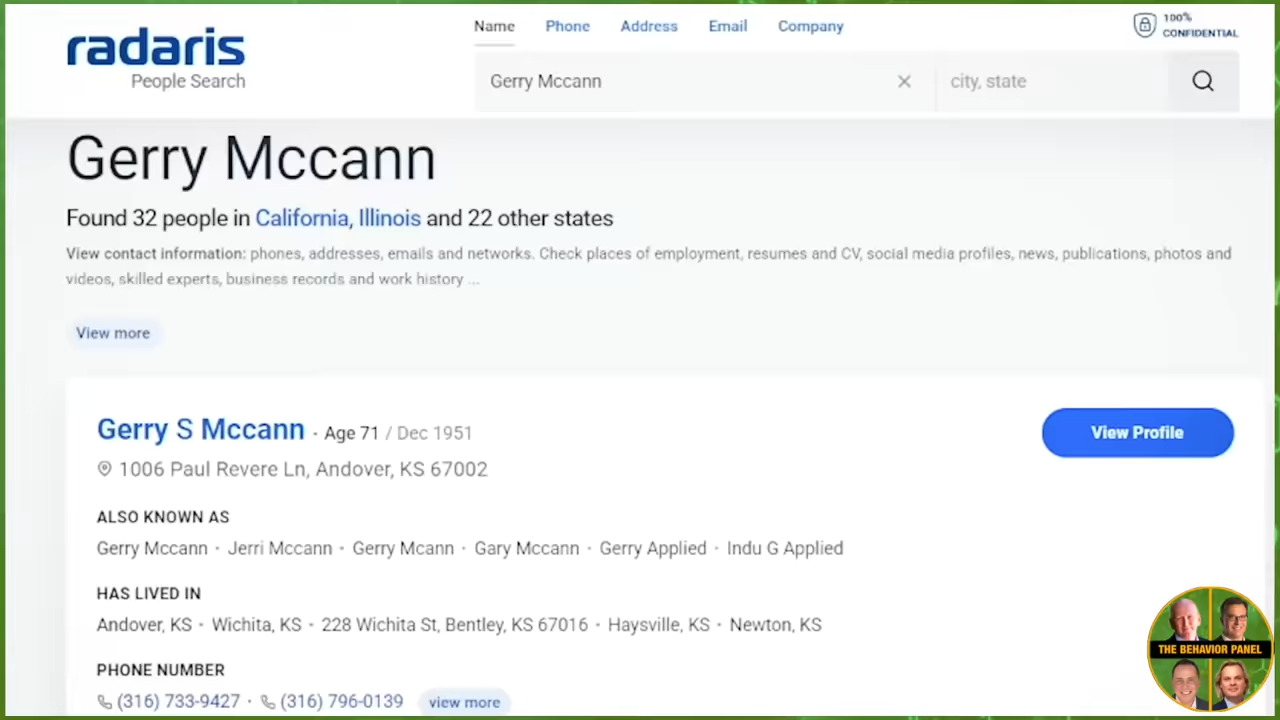 radaris
People Search
Name Phone Address Email Company
100%
CONFIDENTIAL
Gerry Mccann × city, state
Gerry Mccann
Found 32 people in California, Illinois and 22 other states
View contact information: phones, addresses, emails and networks. Check places of employment, resumes and CV, social media profiles, news, publications, photos and
videos, skilled experts, business records and work history ...
View more
Gerry S Mccann · Age 71 / Dec 1951
View Profile
1006 Paul Revere Ln, Andover, KS 67002
ALSO KNOWN AS
Gerry Mccann · Jerri Mccann · Gerry Mcann · Gary Mccann · Gerry Applied · Indu G Applied
HAS LIVED IN
Andover, KS · Wichita, KS · 228 Wichita St, Bentley, KS 67016 · Haysville, KS · Newton, KS
PHONE NUMBER
(316) 733-9427 · (316) 796-0139 view more
THE BEHAVIOR PANEL